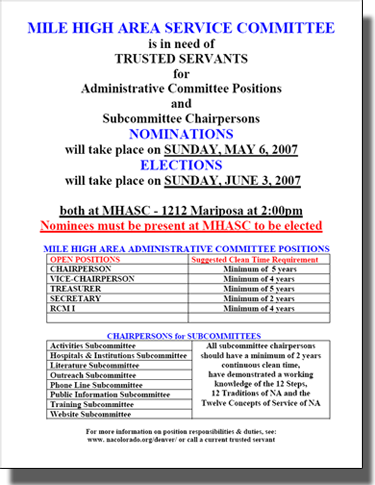 MILE HIGH AREA SERVICE COMMITTEE
is in need of
TRUSTED SERVANTS
for
Administrative Committee Positions
and
Subcommittee Chairpersons
NOMINATIONS
will take place on SUNDAY, MAY 6, 2007
ELECTIONS
will take place on SUNDAY, JUNE 3, 2007
both at MHASC - 1212 Mariposa at 2:00pm
Nominees must be present at MHASC to be elected
MILE HIGH AREA ADMINISTRATIVE COMMITTEE POSITIONS
OPEN POSITIONS Suggested Clean Time Requirement
CHAIRPERSON Minimum of 5 years
VICE-CHAIRPERSON Minimum of 4 years
TREASURER Minimum of 5 years
SECRETARY Minimum of 2 years
RCM I Minimum of 4 years
CHAIRPERSONS for SUBCOMMITTEES
Activities Subcommittee
Hospitals & Institutions Subcommittee
Literature Subcommittee
Outreach Subcommittee
Phone Line Subcommittee
Public Information Subcommittee
Training Subcommittee
Website Subcommittee
All subcommittee chairpersons
should have a minimum of 2 years
continuous clean time,
have demonstrated a working
knowledge of the 12 Steps,
12 Traditions of NA and the
Twelve Concepts of Service of NA
For more information on position responsibilities & duties, see:
www.nacolorado.org/denver/ or call a current trusted servant